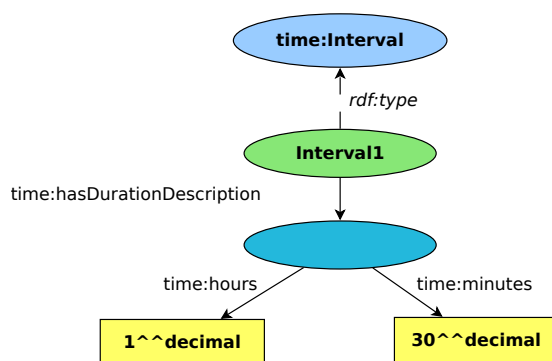 time:Interval
rdf:type
Interval1
time:hasDurationDescription
time:hours
time:minutes
1^^decimal
30^^decimal